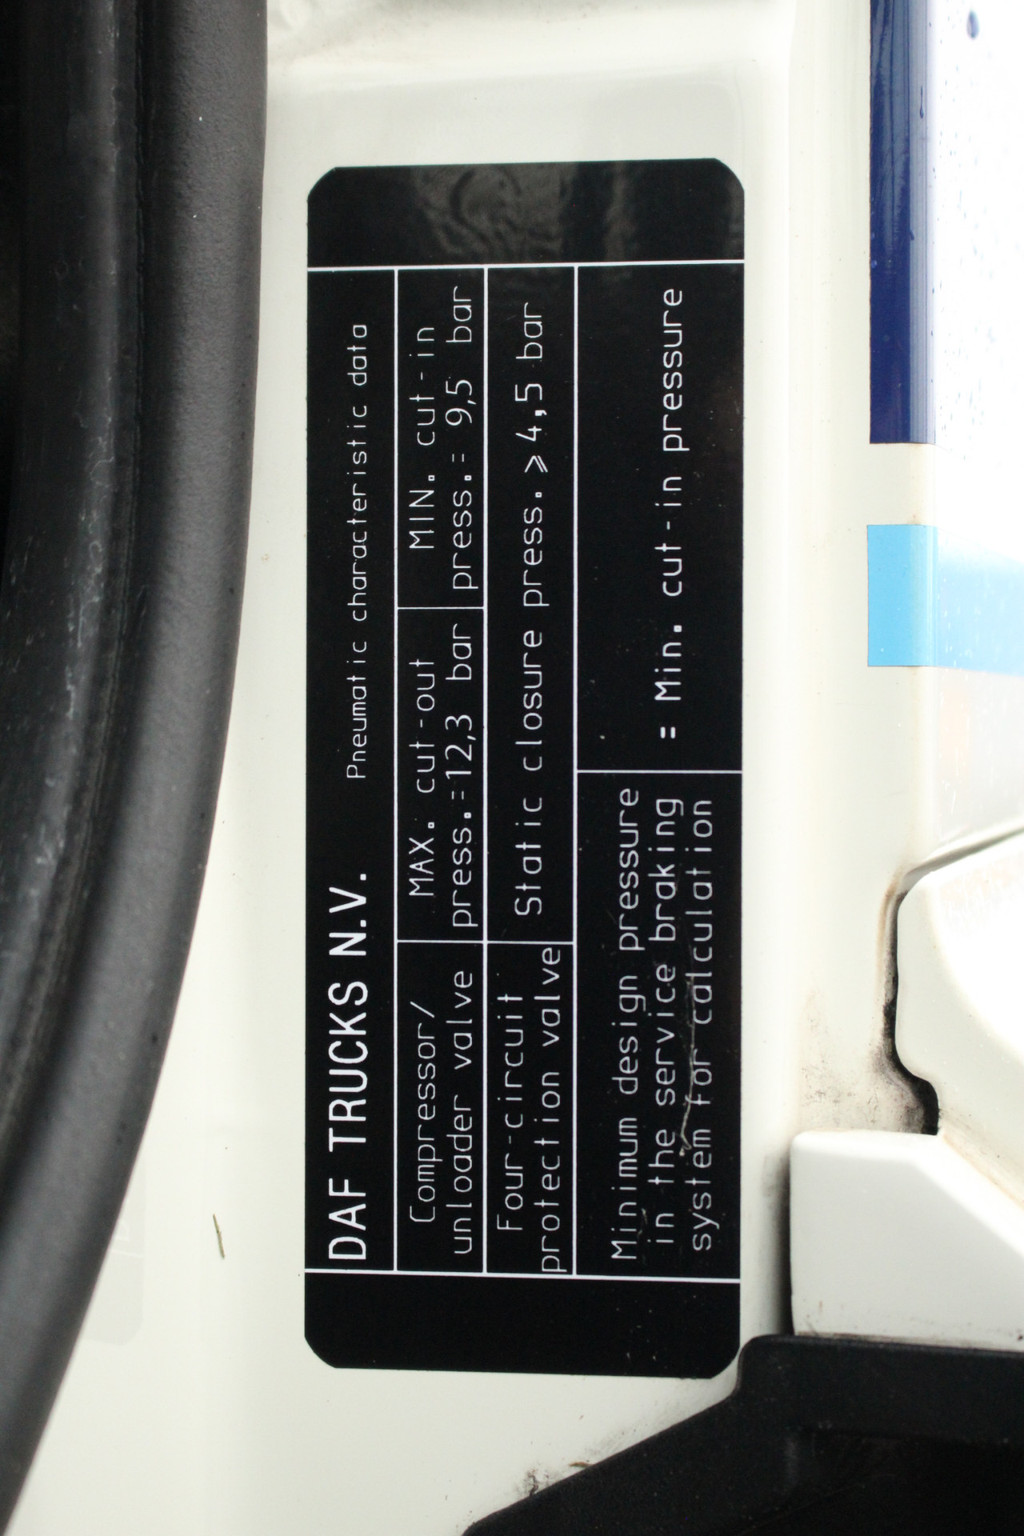 DAF TRUCKS N.V. Pneumatic characteristic data
Compressor/
unloader valve
MAX. cut-out
press.=12,3 bar
MIN. cut-in
press.= 9,5 bar
Four-circuit
protection valve
Static closure press. ⩾ 4,5 bar
Minimum design pressure
in the service braking
system for calculation
= Min. cut-in pressure